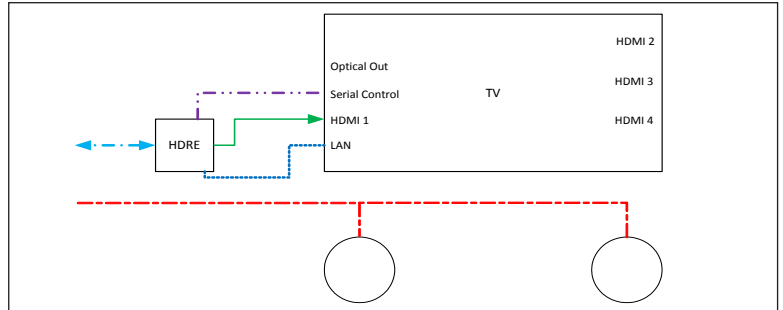 HDMI 2
Optical Out
HDMI 3
Serial Control
TV
HDMI 1
HDMI 4
HDRE
LAN